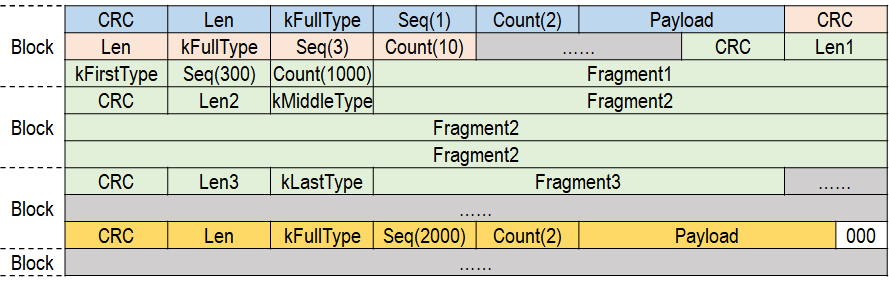 CRC Len kFullType Seq(1) Count(2) Payload CRC
Block Len kFullType Seq(3) Count(10) ...... CRC Len1
kFirstType Seq(300) Count(1000) Fragment1
CRC Len2 kMiddleType Fragment2
Block Fragment2
Fragment2
CRC Len3 kLastType Fragment3 ......
Block ......
CRC Len kFullType Seq(2000) Count(2) Payload 000
Block ......